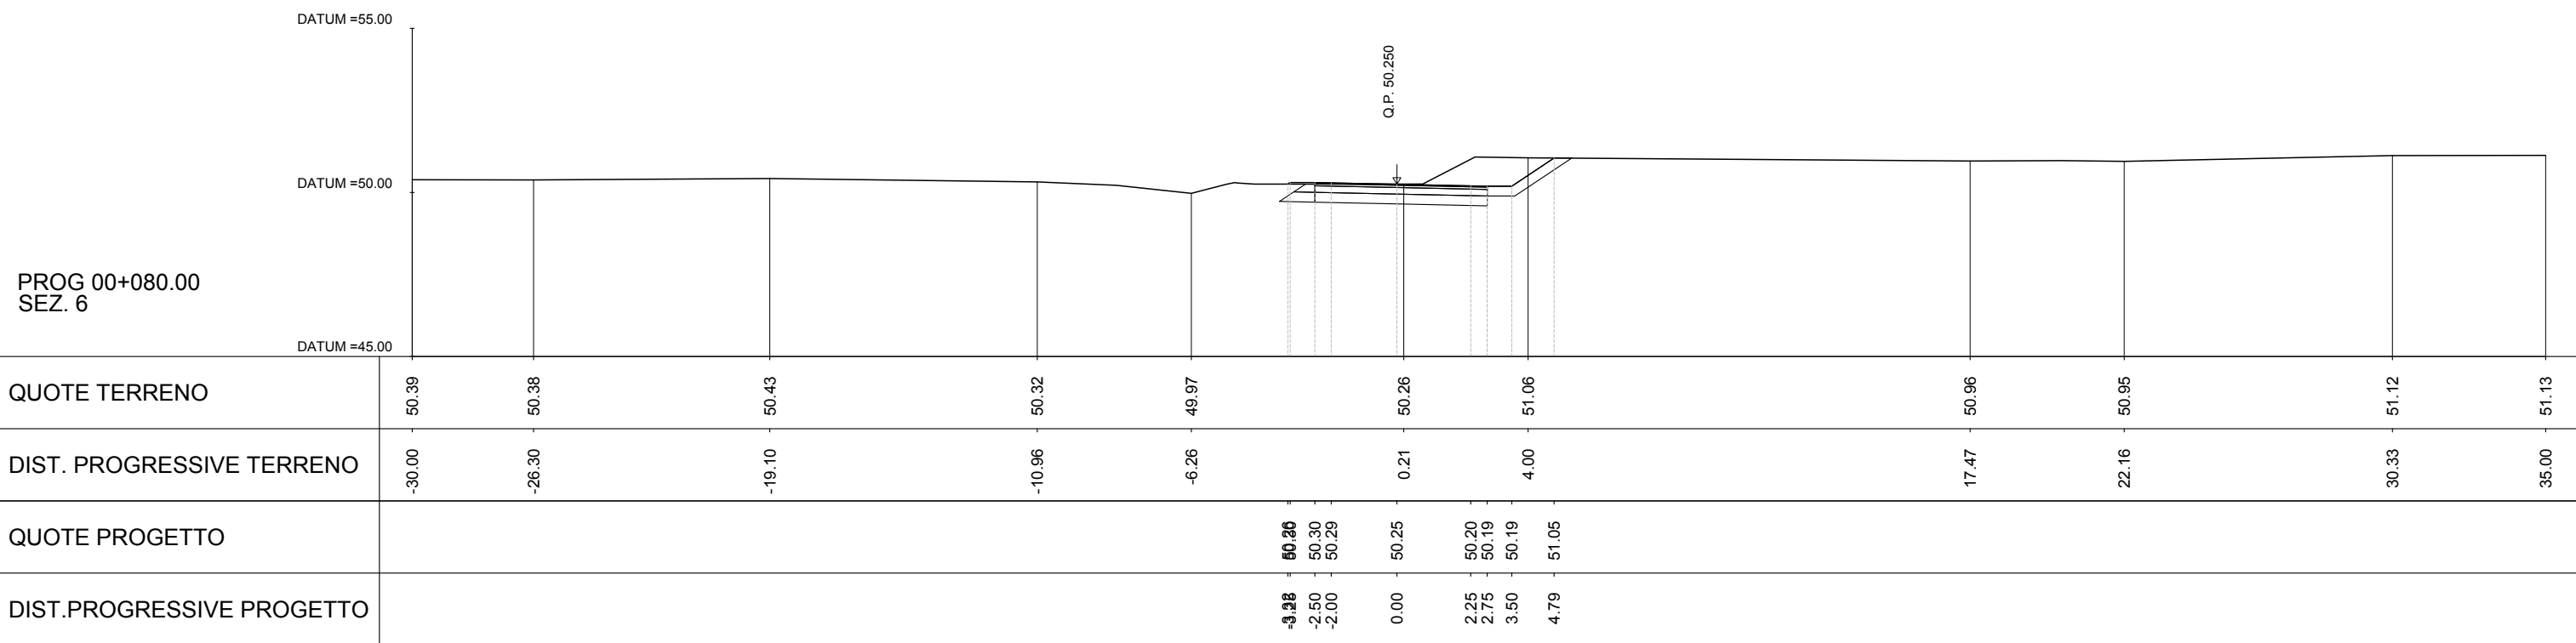 DATUM =55.00
Q.P. 50.250
DATUM =50.00
PROG 00+080.00
SEZ. 6
DATUM =45.00
QUOTE TERRENO 50.39 50.38 50.43 50.32 49.97 50.26 51.06 50.96 50.95 51.12 51.13
DIST. PROGRESSIVE TERRENO -30.00 -26.30 -19.10 -10.96 -6.26 0.21 4.00 17.47 22.16 30.33 35.00
QUOTE PROGETTO 50.30 50.29 50.25 50.20 50.19 50.19 51.05
DIST.PROGRESSIVE PROGETTO -2.50 -2.00 0.00 2.25 2.75 3.50 4.79